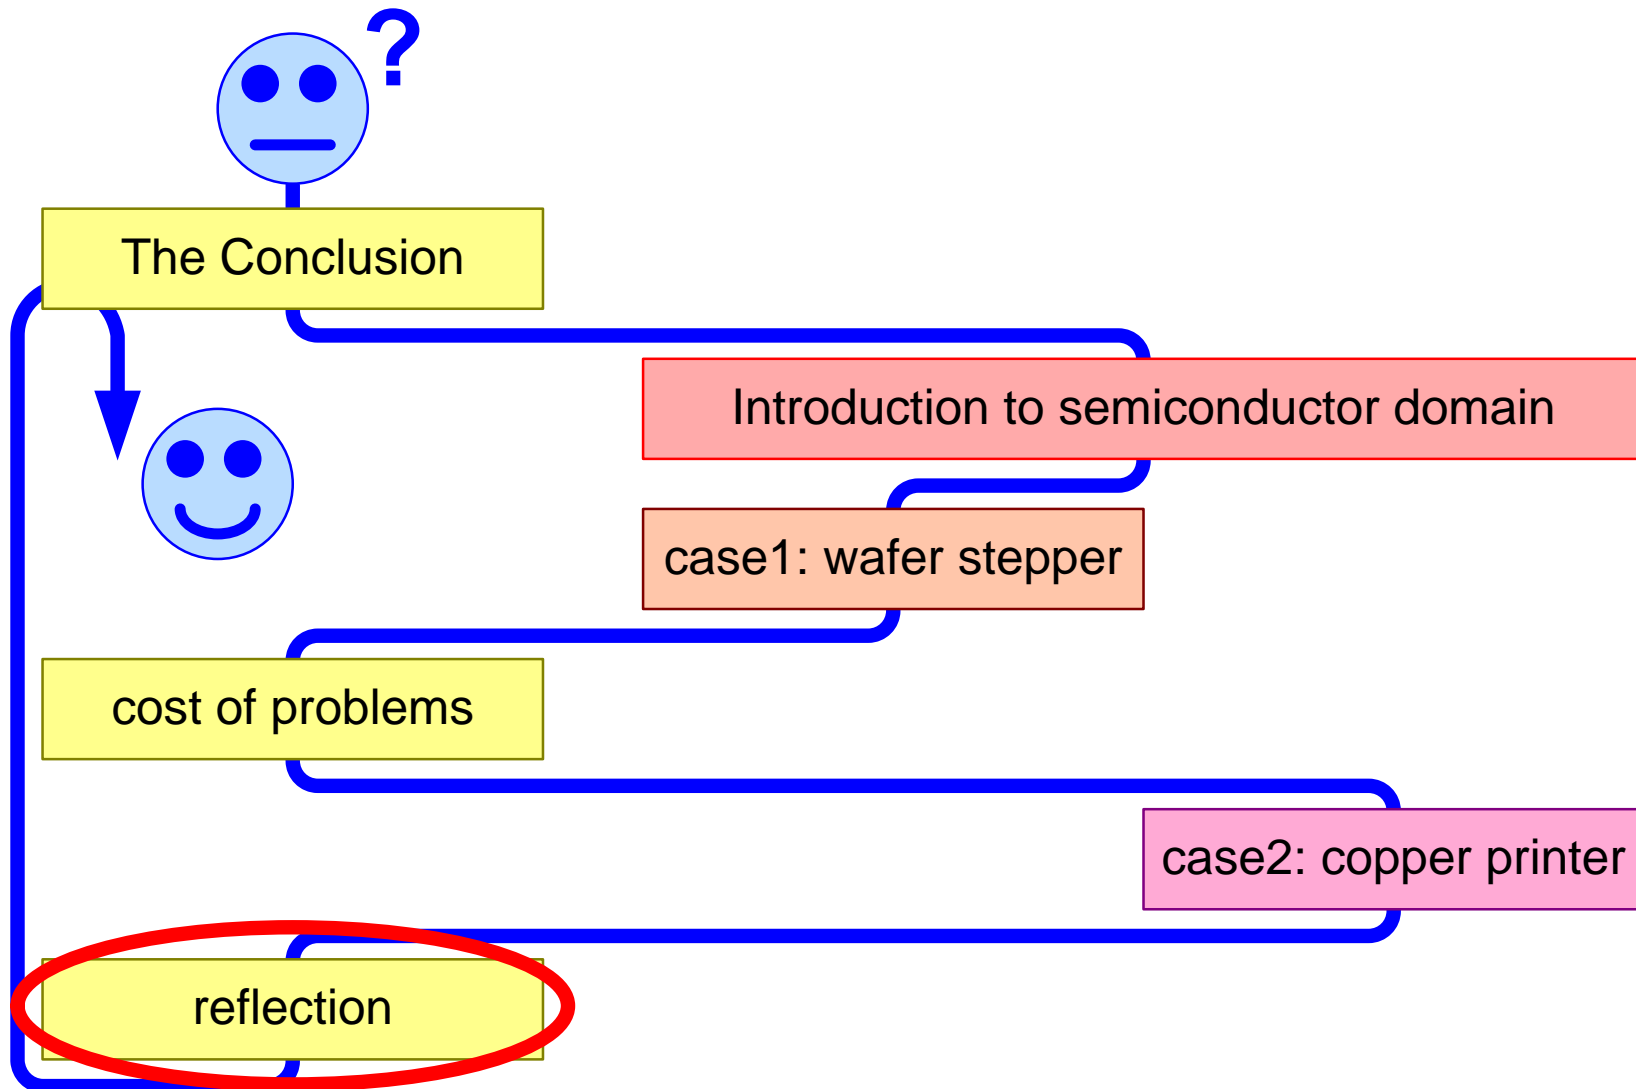 ?
The Conclusion
Introduction to semiconductor domain
case1: wafer stepper
cost of problems
case2: copper printer
reflection